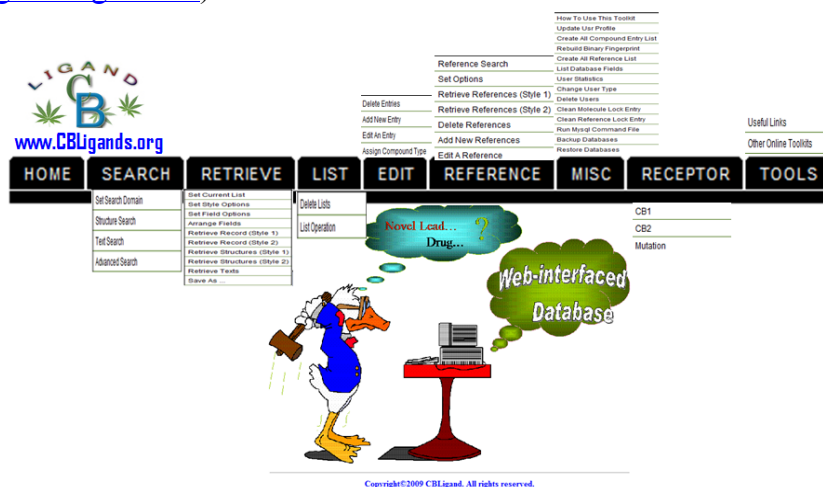 How To Use This Toolkit
Update Usr Profile
Create All Compound Entry List
Rebuild Binary Fingerprint
Create All Reference List
List Database Fields
User Statistics
Change User Type
Delete Users
Clean Molecule Lock Entry
Clean Reference Lock Entry
Run Mysql Command File
Backup Databases
Restore Databases
Reference Search
Set Options
Retrieve References (Style 1)
Retrieve References (Style 2)
Delete References
Add New References
Edit A Reference
Delete Entries
Add New Entry
Edit An Entry
Assign Compound Type
Useful Links
Other Online Toolkits
LIGAND
CB
www.CBLigands.org
HOME SEARCH RETRIEVE LIST EDIT REFERENCE MISC RECEPTOR TOOLS
Set Search Domain
Structure Search
Text Search
Advanced Search
Set Current List
Set Style Options
Set Field Options
Arrange Fields
Retrieve Record (Style 1)
Retrieve Record (Style 2)
Retrieve Structures (Style 1)
Retrieve Structures (Style 2)
Retrieve Texts
Save As ...
Delete Lists
List Operation
CB1
CB2
Mutation
Novel Lead...
Drug...
?
Web-interfaced
Database
Copyright©2009 CBLigand. All rights reserved.